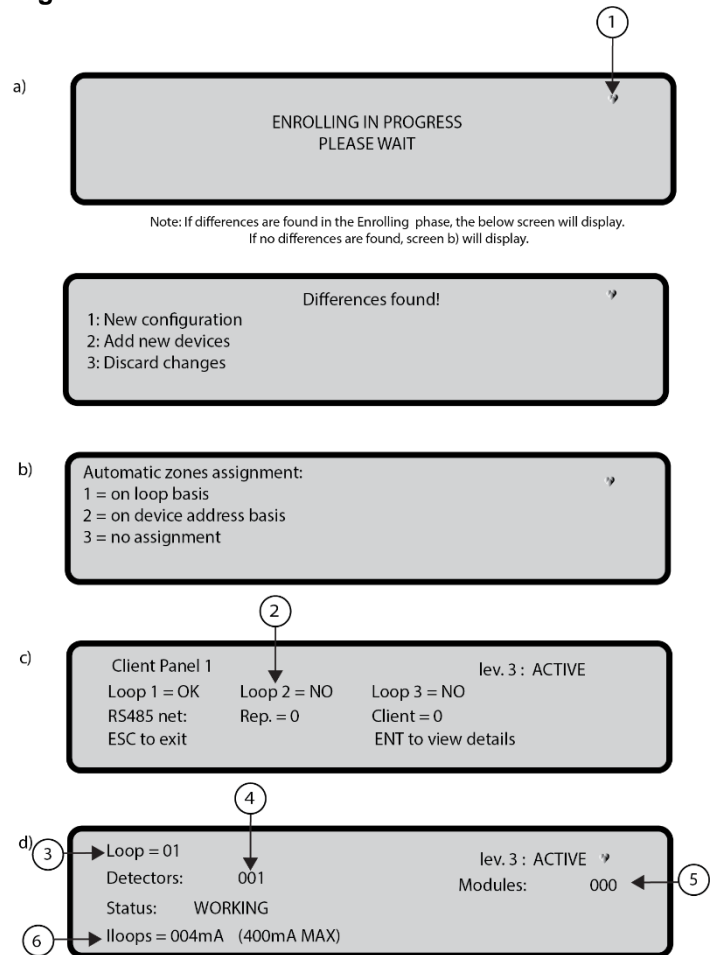 1
a)
ENROLLING IN PROGRESS
PLEASE WAIT
Note: If differences are found in the Enrolling phase, the below screen will display.
If no differences are found, screen b) will display.
Differences found!
1: New configuration
2: Add new devices
3: Discard changes
b)
Automatic zones assignment:
1 = on loop basis
2 = on device address basis
3 = no assignment
2
c)
Client Panel 1 lev. 3 : ACTIVE
Loop 1 = OK Loop 2 = NO Loop 3 = NO
RS485 net: Rep. = 0 Client = 0
ESC to exit ENT to view details
4
d)
3 Loop = 01 lev. 3 : ACTIVE
Detectors: 001 Modules: 000 5
Status: WORKING
6 Iloops = 004mA (400mA MAX)